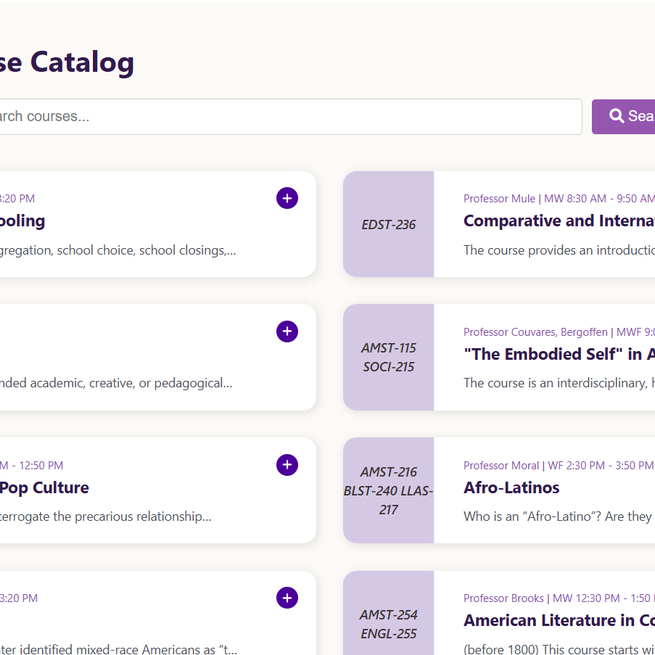 se Catalog
arch courses...
Sea
3:20 PM
ooling
gregation, school choice, school closings,...
EDST-236
Professor Mule | MW 8:30 AM - 9:50 AM
Comparative and Interna
The course provides an introductio
nded academic, creative, or pedagogical...
AMST-115
SOCI-215
Professor Couvares, Bergoffen | MWF 9:0
"The Embodied Self" in A
The course is an interdisciplinary, h
M - 12:50 PM
Pop Culture
terrogate the precarious relationship...
AMST-216
BLST-240 LLAS-
217
Professor Moral | WF 2:30 PM - 3:50 PM
Afro-Latinos
Who is an “Afro-Latino”? Are they
3:20 PM
nter identified mixed-race Americans as “t...
AMST-254
ENGL-255
Professor Brooks | MW 12:30 PM - 1:50
American Literature in Co
(before 1800) This course starts wi